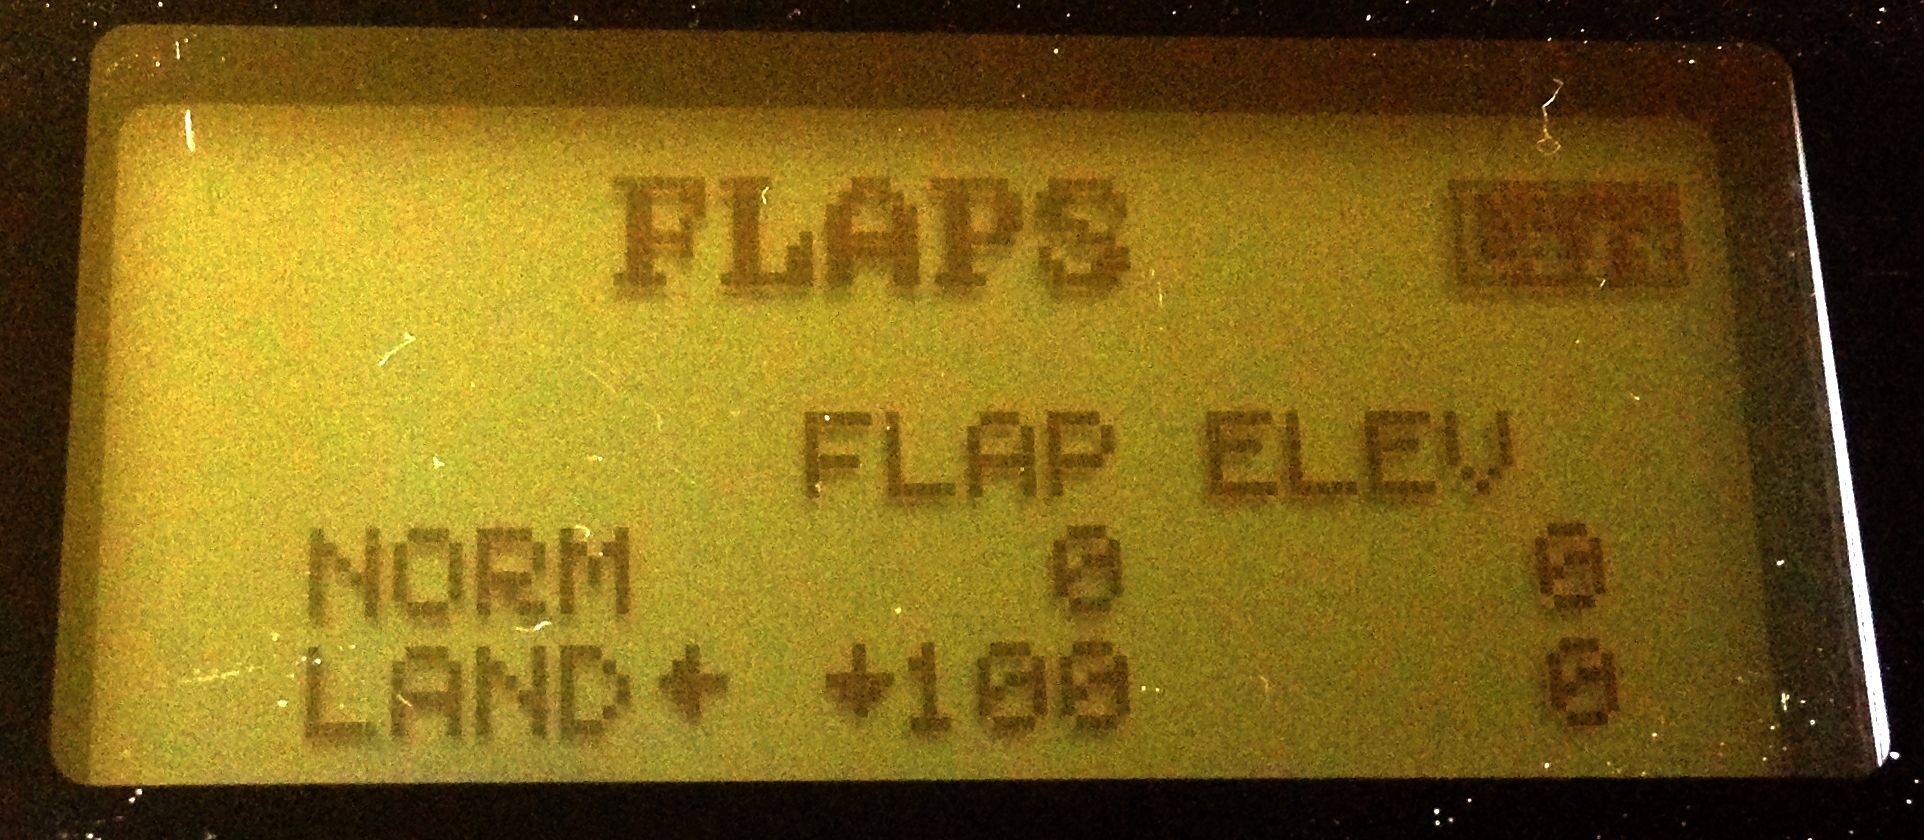 FLAPS
FLAP ELEV
NORM 0 0
LAND✦ ↓100 0